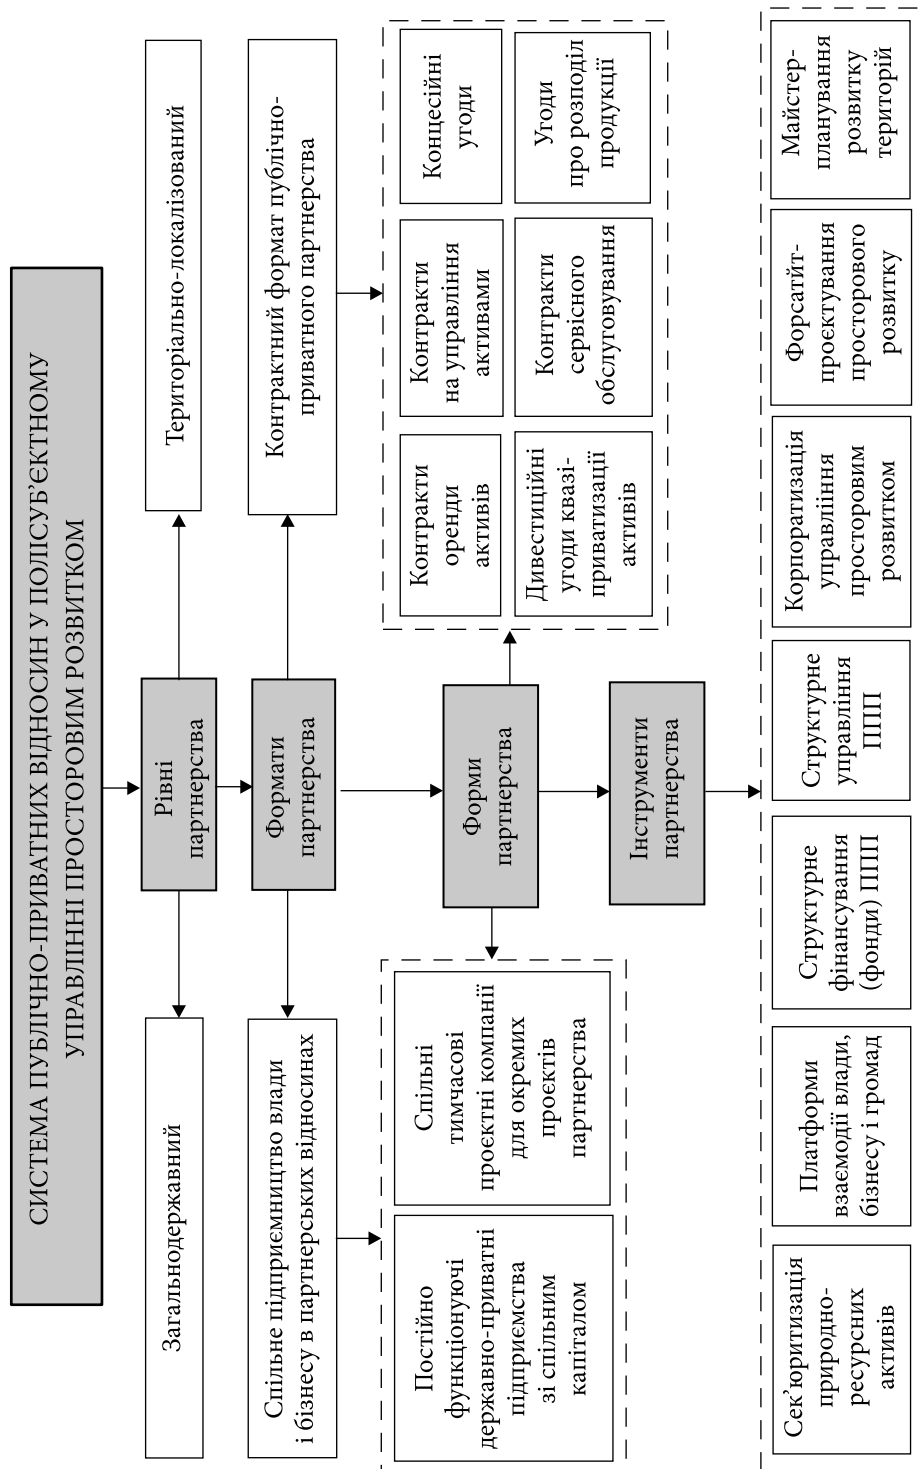 СИСТЕМА ПУБЛІЧНО-ПРИВАТНИХ ВІДНОСИН У ПОЛІСУБ’ЄКТНОМУ
УПРАВЛІННІ ПРОСТОРОВИМ РОЗВИТКОМ
Загальнодержавний
Рівні
партнерства
Територіально-локалізований
Спільне підприємництво влади
і бізнесу в партнерських відносинах
Формати
партнерства
Контрактний формат публічно-
приватного партнерства
Постійно
функціонуючі
державно-приватні
підприємства
зі спільним
капіталом
Спільні
тимчасові
проєктні компанії
для окремих
проєктів
партнерства
Форми
партнерства
Контракти
оренди
активів
Контракти
на управління
активами
Концесійні
угоди
Дивестиційні
угоди квазі-
приватизації
активів
Контракти
сервісного
обслуговування
Угоди
про розподіл
продукції
Інструменти
партнерства
Сек’юритизація
природно-
ресурсних
активів
Платформи
взаємодії влади,
бізнесу і громад
Структурне
фінансування
(фонди) ППП
Структурне
управління
ППП
Корпоратизація
управління
просторовим
розвитком
Форсайт-
проєктування
просторового
розвитку
Майстер-
планування
розвитку
територій